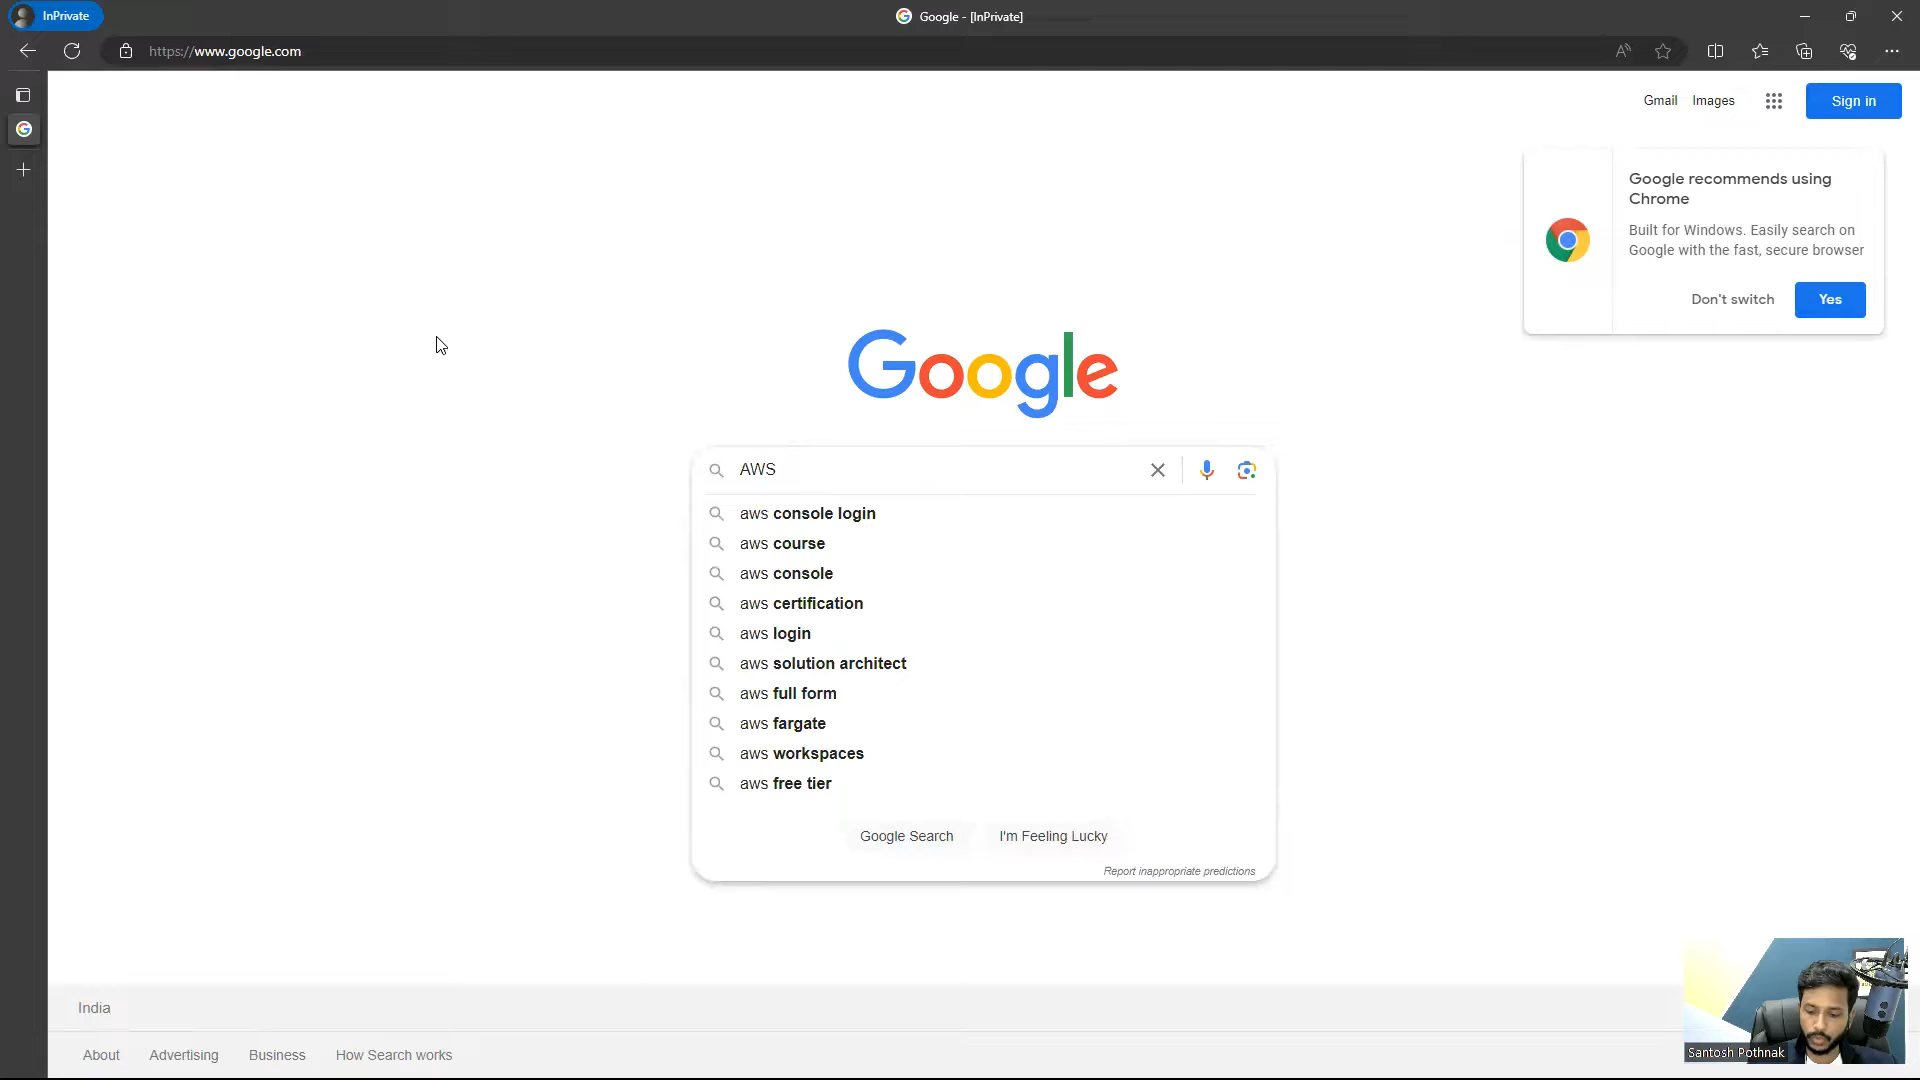 InPrivate
Google - [InPrivate]
https://www.google.com
Gmail Images Sign in
Google recommends using
Chrome
Built for Windows. Easily search on
Google with the fast, secure browser
Don't switch Yes
Google
AWS
aws console login
aws course
aws console
aws certification
aws login
aws solution architect
aws full form
aws fargate
aws workspaces
aws free tier
Google Search I'm Feeling Lucky
Report inappropriate predictions
India
About Advertising Business How Search works
Santosh Pothnak